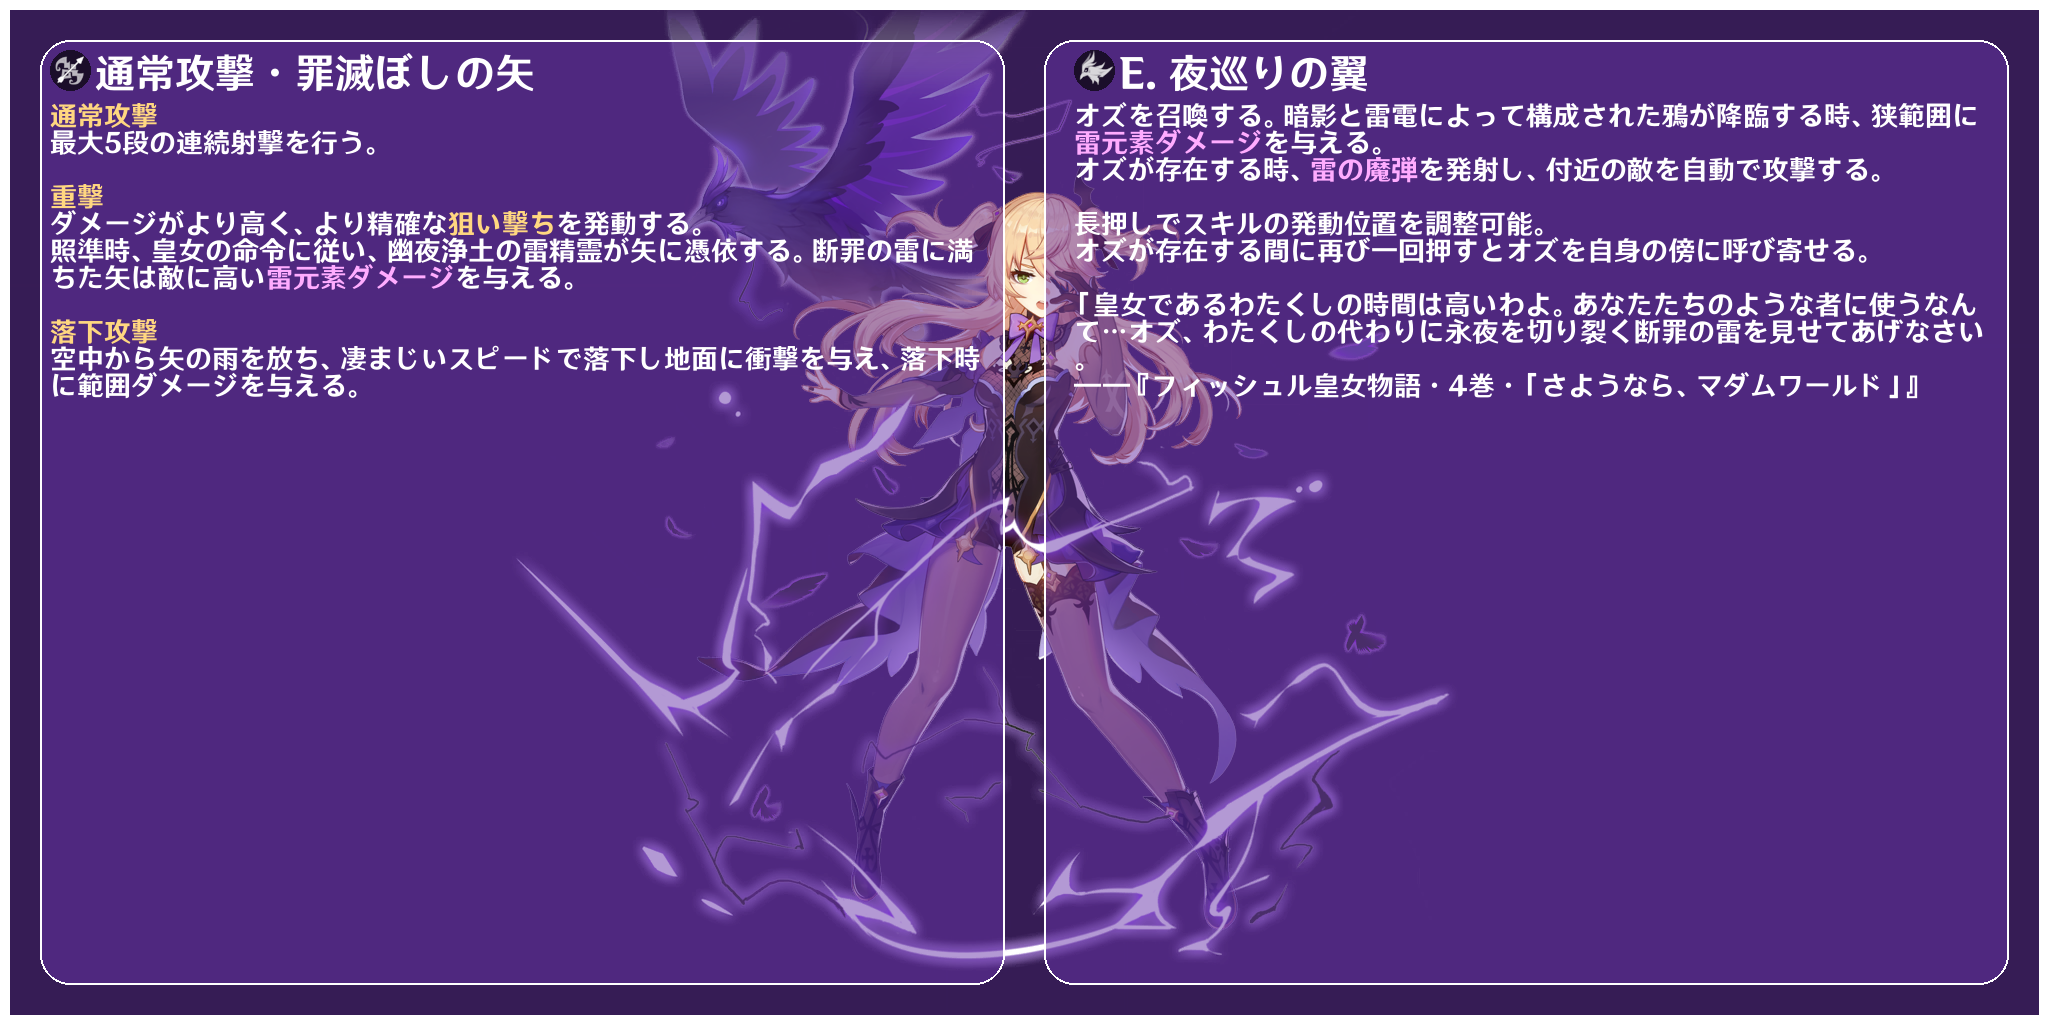 通常攻撃・罪滅ぼしの矢
通常攻撃
最大5段の連続射撃を行う。
重撃
ダメージがより高く、より精確な狙い撃ちを発動する。
照準時、皇女の命令に従い、幽夜浄土の雷精霊が矢に憑依する。断罪の雷に満
ちた矢は敵に高い雷元素ダメージを与える。
落下攻撃
空中から矢の雨を放ち、凄まじいスピードで落下し地面に衝撃を与え、落下時
に範囲ダメージを与える。
E. 夜巡りの翼
オズを召喚する。暗影と雷電によって構成された鴉が降臨する時、狭範囲に
雷元素ダメージを与える。
オズが存在する時、雷の魔弾を発射し、付近の敵を自動で攻撃する。
長押しでスキルの発動位置を調整可能。
オズが存在する間に再び一回押すとオズを自身の傍に呼び寄せる。
「皇女であるわたくしの時間は高いわよ。あなたたちのような者に使うなん
て…オズ、わたくしの代わりに永夜を切り裂く断罪の雷を見せてあげなさい
。
――『フィッシュル皇女物語・4巻・「さようなら、マダムワールド」』